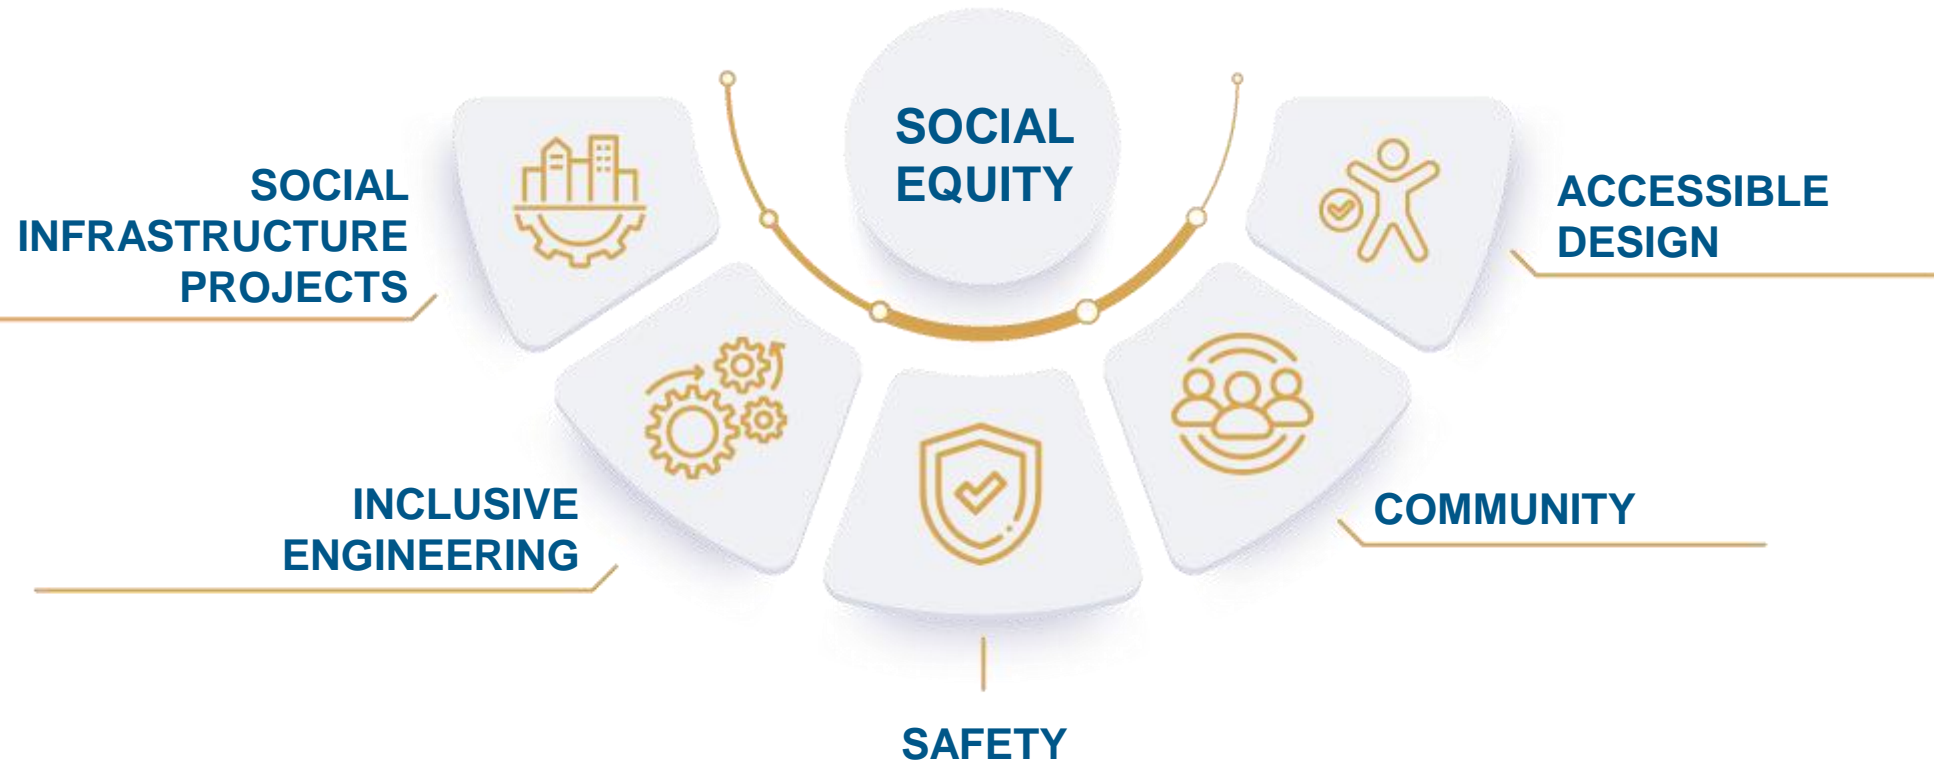 SOCIAL
EQUITY
SOCIAL
INFRASTRUCTURE
PROJECTS
ACCESSIBLE
DESIGN
INCLUSIVE
ENGINEERING
COMMUNITY
SAFETY